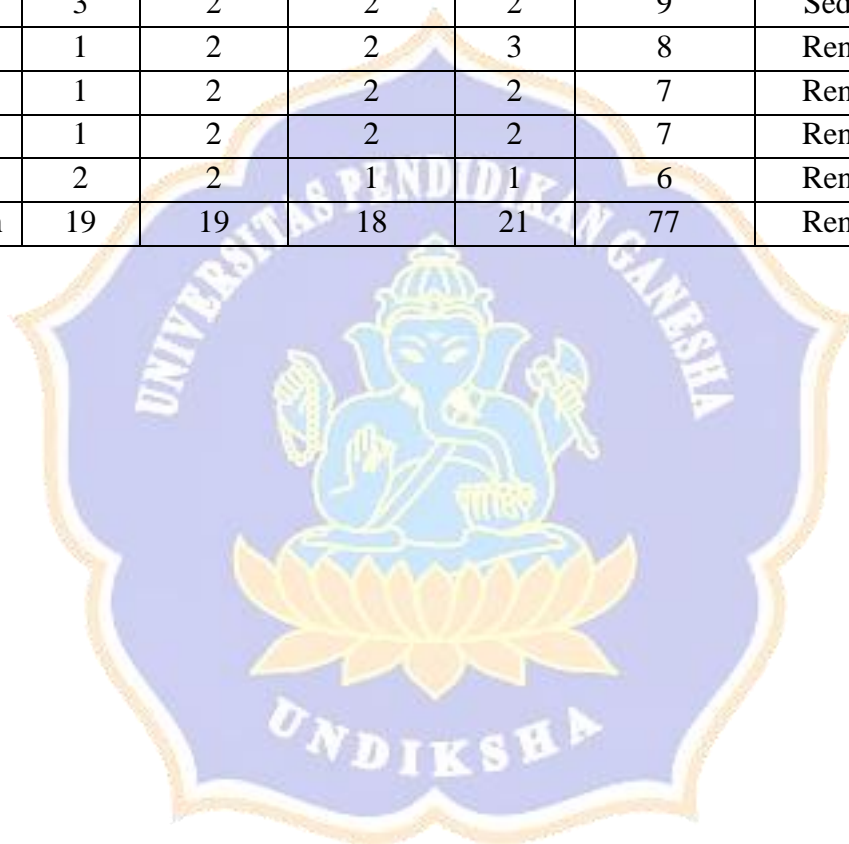 3 2 2 2 9 Sed
1 2 2 3 8 Ren
1 2 2 2 7 Ren
1 2 2 2 7 Ren
2 2 1 1 6 Ren
19 19 18 21 77 Ren
UNIVERSITAS PENDIDIKAN GANESHA
UNDIKSHA